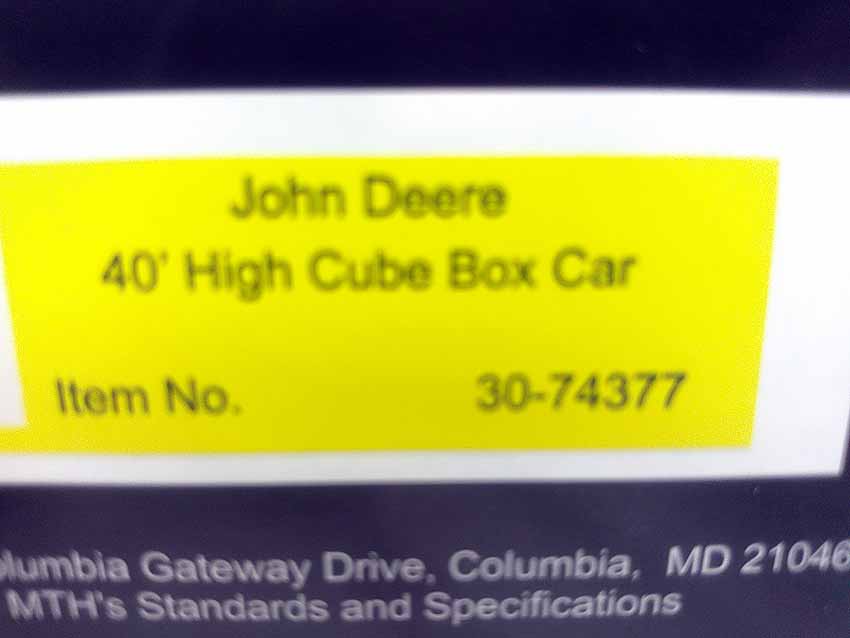 John Deere
40' High Cube Box Car
Item No. 30-74377
Gateway Drive, Columbia, MD 21046
MTH's Standards and Specifications